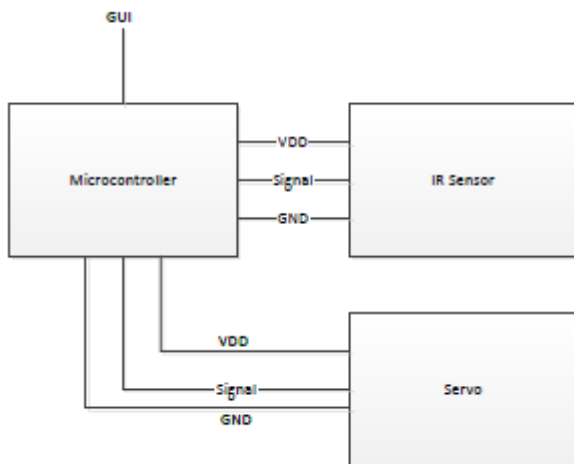 GUI
Microcontroller
VDD
Signal
GND
IR Sensor
VDD
Signal
GND
Servo